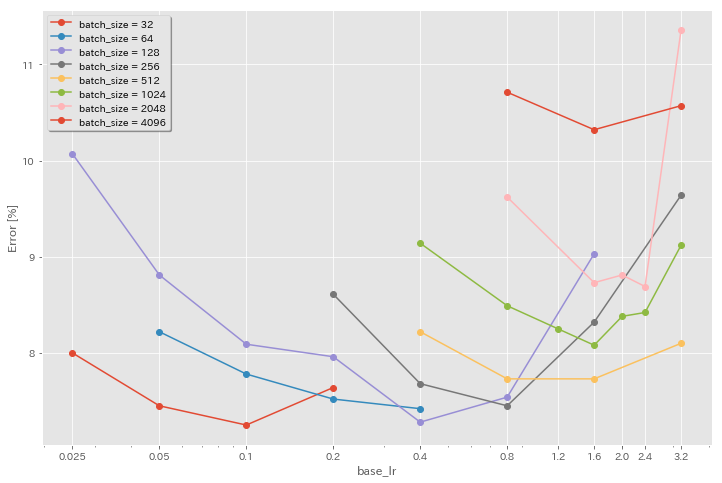 batch_size = 32
batch_size = 64
batch_size = 128
batch_size = 256
batch_size = 512
batch_size = 1024
batch_size = 2048
batch_size = 4096
Error [%]
11
10
9
8
0.025 0.05 0.1 0.2 0.4 0.8 1.2 1.6 2.0 2.4 3.2
base_lr